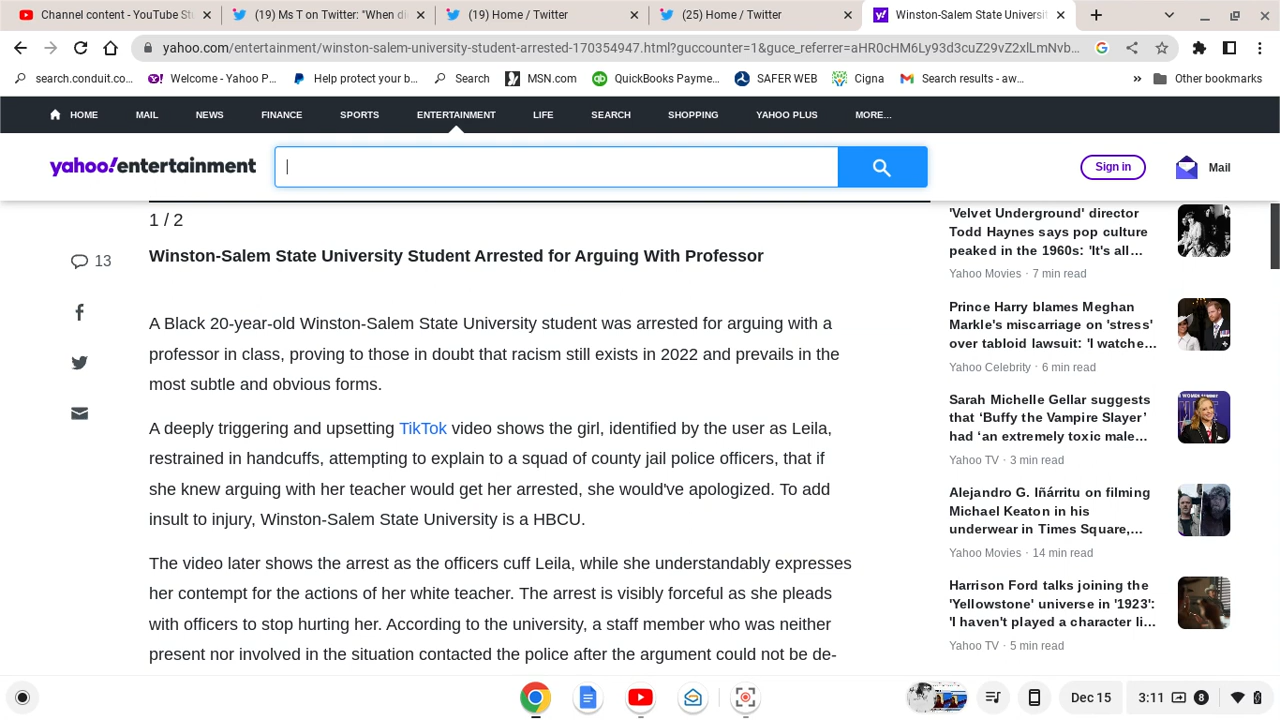 Channel content - YouTube St
(19) Ms T on Twitter: "When di
(19) Home / Twitter
(25) Home / Twitter
Winston-Salem State Universit
yahoo.com/entertainment/winston-salem-university-student-arrested-170354947.html?guccounter=1&guce_referrer=aHR0cHM6Ly93d3cuZ29vZ2xlLmNvb...
search.conduit.co...
Welcome - Yahoo P...
Help protect your b...
Search
MSN.com
QuickBooks Payme...
SAFER WEB
Cigna
Search results - aw...
Other bookmarks
HOME MAIL NEWS FINANCE SPORTS ENTERTAINMENT LIFE SEARCH SHOPPING YAHOO PLUS MORE...
yahoo!entertainment
Sign in
Mail
1 / 2
13
Winston-Salem State University Student Arrested for Arguing With Professor
A Black 20-year-old Winston-Salem State University student was arrested for arguing with a
professor in class, proving to those in doubt that racism still exists in 2022 and prevails in the
most subtle and obvious forms.
A deeply triggering and upsetting TikTok video shows the girl, identified by the user as Leila,
restrained in handcuffs, attempting to explain to a squad of county jail police officers, that if
she knew arguing with her teacher would get her arrested, she would've apologized. To add
insult to injury, Winston-Salem State University is a HBCU.
The video later shows the arrest as the officers cuff Leila, while she understandably expresses
her contempt for the actions of her white teacher. The arrest is visibly forceful as she pleads
with officers to stop hurting her. According to the university, a staff member who was neither
present nor involved in the situation contacted the police after the argument could not be de-
'Velvet Underground' director
Todd Haynes says pop culture
peaked in the 1960s: 'It's all...
Yahoo Movies · 7 min read
Prince Harry blames Meghan
Markle's miscarriage on 'stress'
over tabloid lawsuit: 'I watche...
Yahoo Celebrity · 6 min read
Sarah Michelle Gellar suggests
that ‘Buffy the Vampire Slayer’
had ‘an extremely toxic male...
Yahoo TV · 3 min read
Alejandro G. Iñárritu on filming
Michael Keaton in his
underwear in Times Square,...
Yahoo Movies · 14 min read
Harrison Ford talks joining the
'Yellowstone' universe in '1923':
'I haven't played a character li...
Yahoo TV · 5 min read
Dec 15
3:11
8